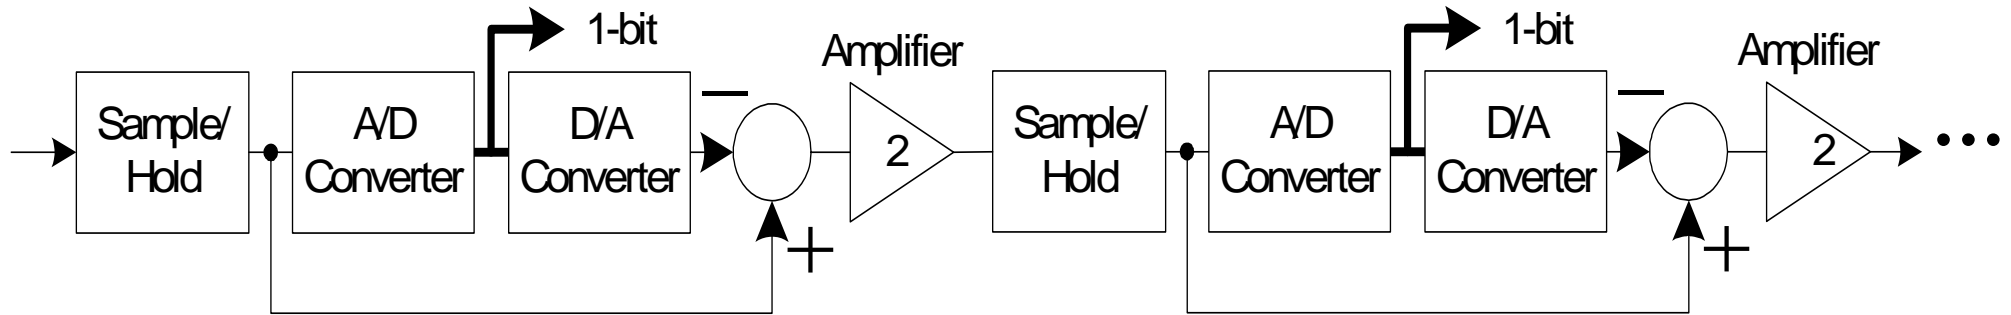 1-bit
1-bit
Amplifier
Amplifier
Sample/
Hold
A/D
Converter
D/A
Converter
−
2
+
Sample/
Hold
A/D
Converter
D/A
Converter
−
2
+
•••